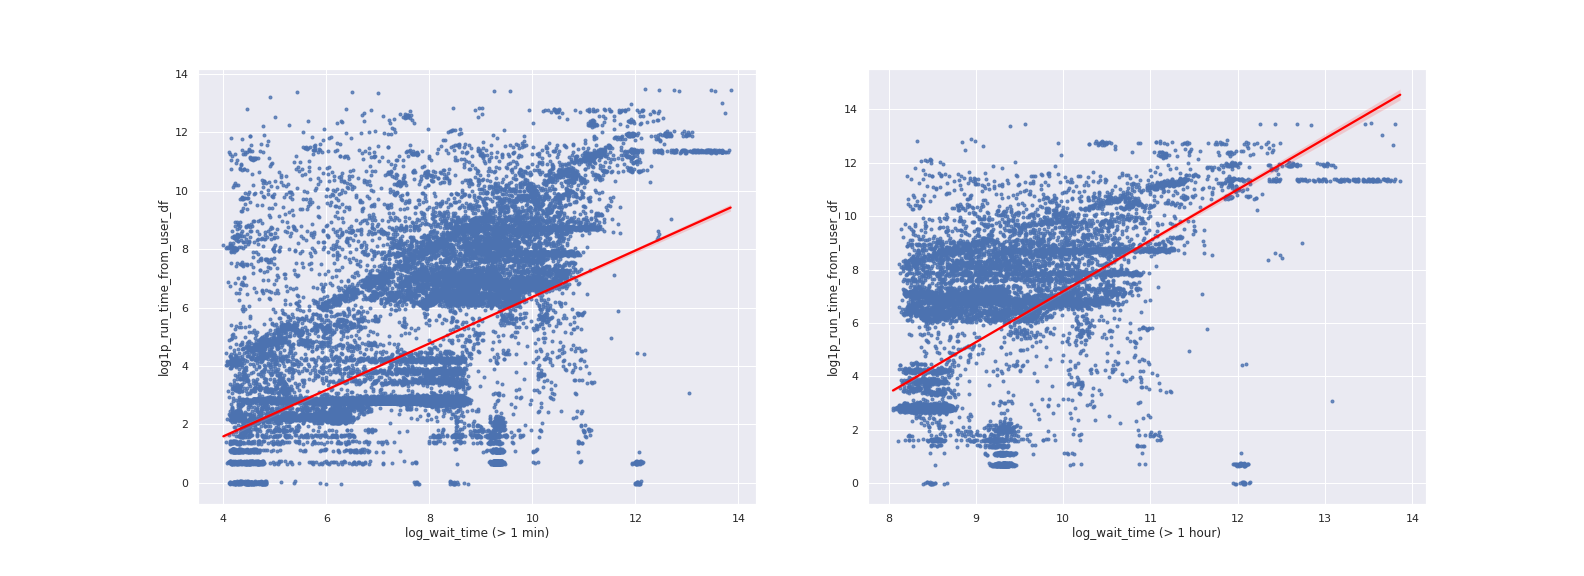 14
12
10
8
6
4
2
0
log1p_run_time_from_user_df
4 6 8 10 12 14
log_wait_time (> 1 min)
14
12
10
8
6
4
2
0
log1p_run_time_from_user_df
8 9 10 11 12 13 14
log_wait_time (> 1 hour)